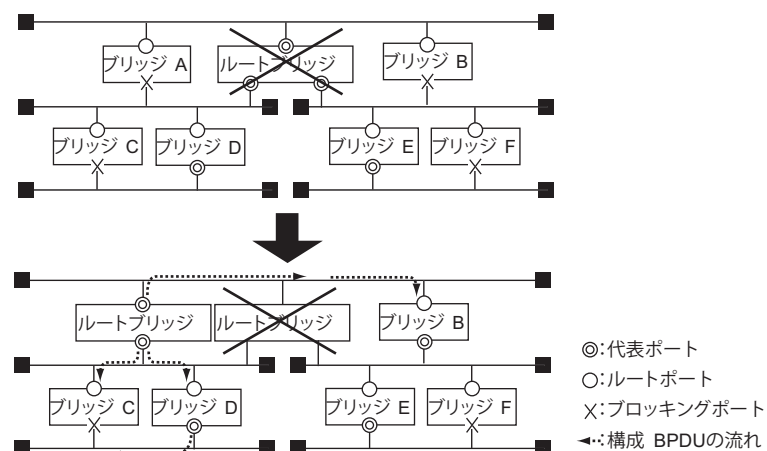 ブリッジ A
ルートブリッジ
ブリッジ B
ブリッジ C
ブリッジ D
ブリッジ E
ブリッジ F
ルートブリッジ
ルートブリッジ
ブリッジ B
ブリッジ C
ブリッジ D
ブリッジ E
ブリッジ F
◎:代表ポート
○:ルートポート
×:ブロッキングポート
◄‥:構成 BPDUの流れ